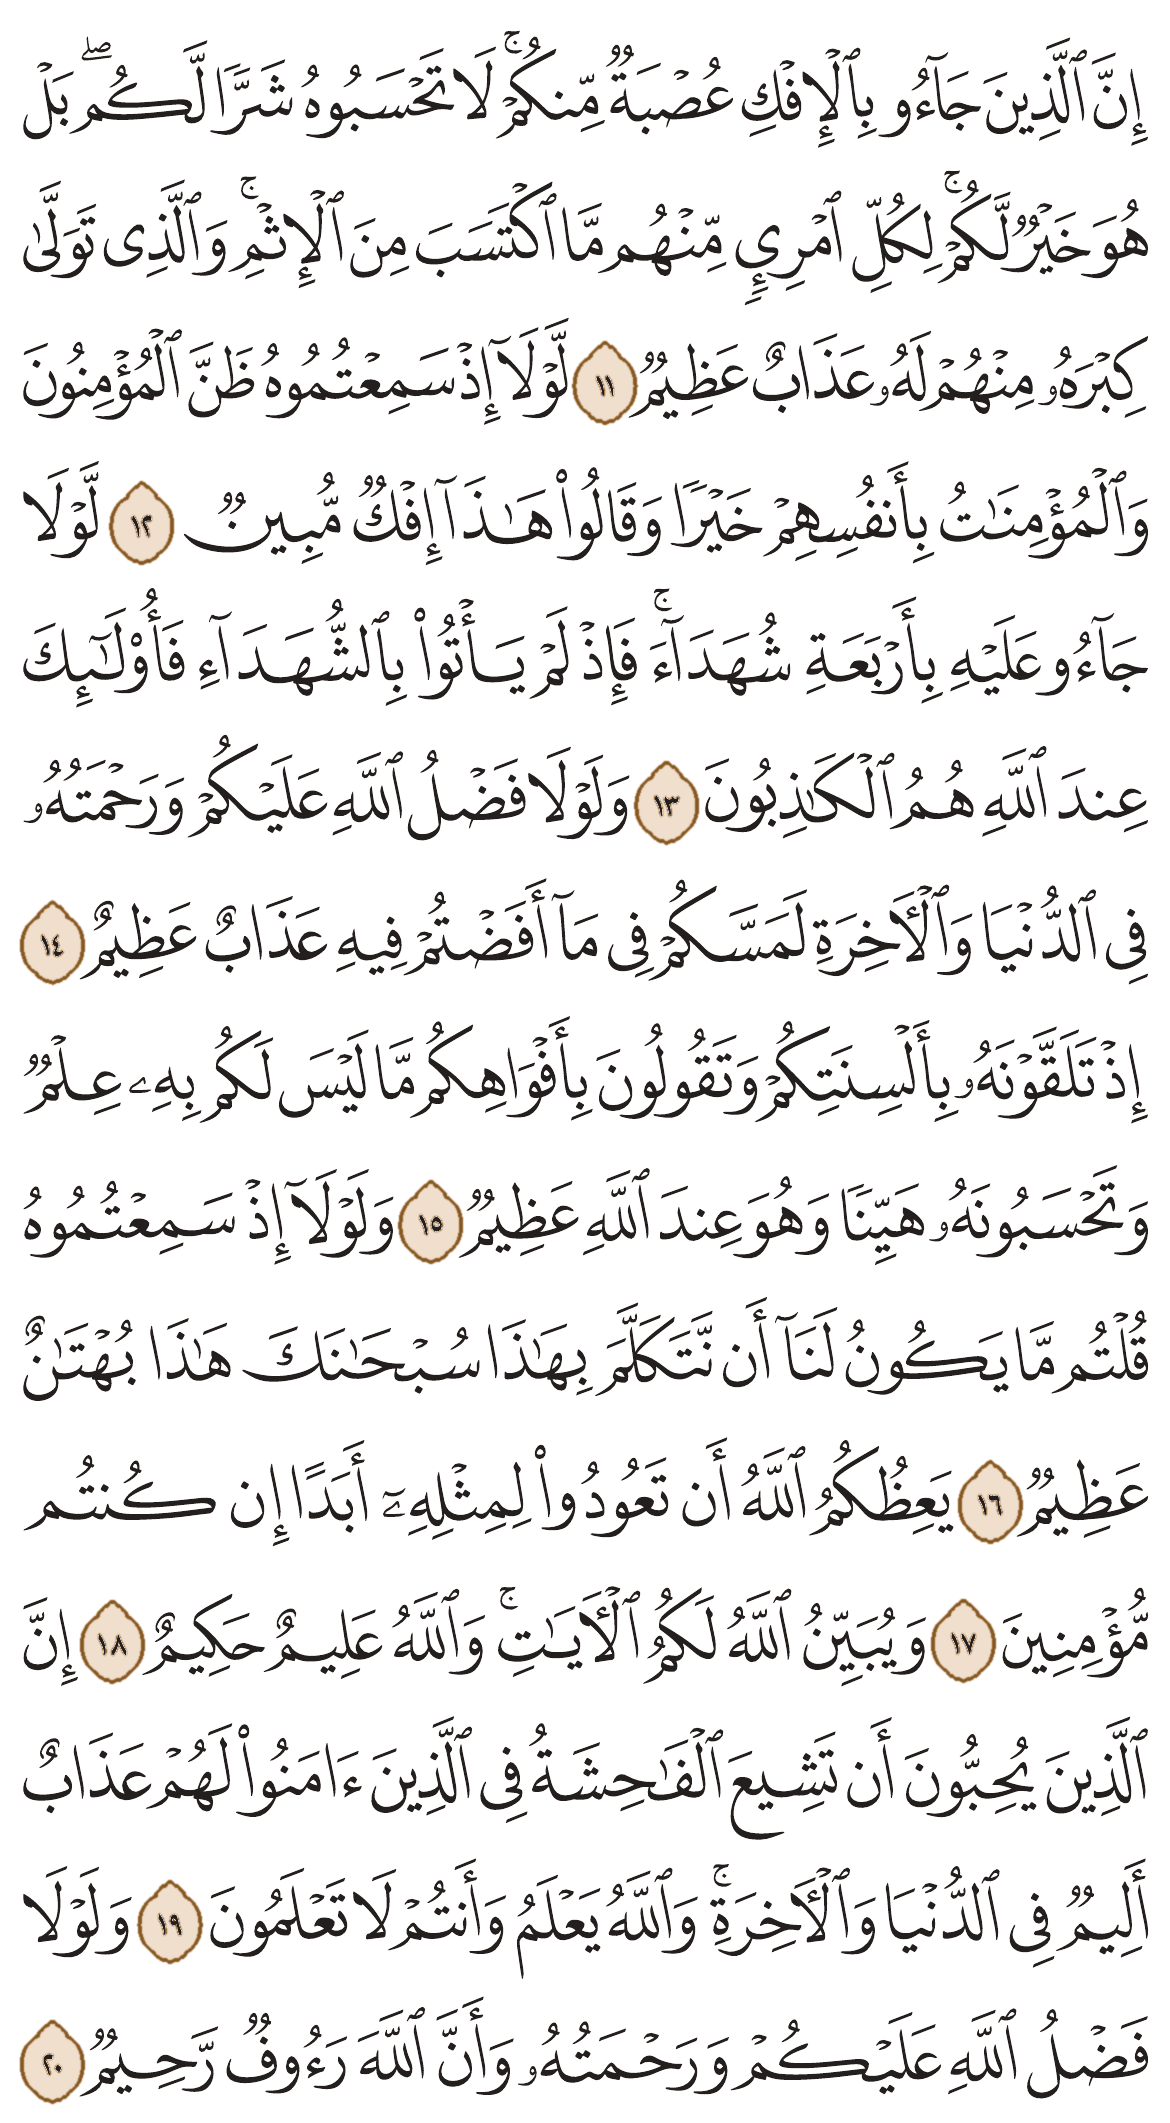 إِنَّ ٱلَّذِينَ جَآءُو بِٱلْإِفْكِ عُصْبَةٌ مِّنكُمْ ۚ لَا تَحْسَبُوهُ شَرًّا لَّكُم ۖ بَلْ
هُوَ خَيْرٌ لَّكُمْ ۚ لِكُلِّ ٱمْرِئٍ مِّنْهُم مَّا ٱكْتَسَبَ مِنَ ٱلْإِثْمِ ۚ وَٱلَّذِى تَوَلَّىٰ
كِبْرَهُۥ مِنْهُمْ لَهُۥ عَذَابٌ عَظِيمٌ ١١ لَّوْلَآ إِذْ سَمِعْتُمُوهُ ظَنَّ ٱلْمُؤْمِنُونَ
وَٱلْمُؤْمِنَٰتُ بِأَنفُسِهِمْ خَيْرًا وَقَالُوا۟ هَٰذَآ إِفْكٌ مُّبِينٌ ١٢ لَّوْلَا
جَآءُو عَلَيْهِ بِأَرْبَعَةِ شُهَدَآءَ ۚ فَإِذْ لَمْ يَأْتُوا۟ بِٱلشُّهَدَآءِ فَأُو۟لَٰٓئِكَ
عِندَ ٱللَّهِ هُمُ ٱلْكَٰذِبُونَ ١٣ وَلَوْلَا فَضْلُ ٱللَّهِ عَلَيْكُمْ وَرَحْمَتُهُۥ
فِى ٱلدُّنْيَا وَٱلْءَاخِرَةِ لَمَسَّكُمْ فِى مَآ أَفَضْتُمْ فِيهِ عَذَابٌ عَظِيمٌ ١٤
إِذْ تَلَقَّوْنَهُۥ بِأَلْسِنَتِكُمْ وَتَقُولُونَ بِأَفْوَاهِكُم مَّا لَيْسَ لَكُم بِهِۦ عِلْمٌ
وَتَحْسَبُونَهُۥ هَيِّنًا وَهُوَ عِندَ ٱللَّهِ عَظِيمٌ ١٥ وَلَوْلَآ إِذْ سَمِعْتُمُوهُ
قُلْتُم مَّا يَكُونُ لَنَآ أَن نَّتَكَلَّمَ بِهَٰذَا سُبْحَٰنَكَ هَٰذَا بُهْتَٰنٌ
عَظِيمٌ ١٦ يَعِظُكُمُ ٱللَّهُ أَن تَعُودُوا۟ لِمِثْلِهِۦٓ أَبَدًا إِن كُنتُم
مُّؤْمِنِينَ ١٧ وَيُبَيِّنُ ٱللَّهُ لَكُمُ ٱلْءَايَٰتِ ۚ وَٱللَّهُ عَلِيمٌ حَكِيمٌ ١٨ إِنَّ
ٱلَّذِينَ يُحِبُّونَ أَن تَشِيعَ ٱلْفَٰحِشَةُ فِى ٱلَّذِينَ ءَامَنُوا۟ لَهُمْ عَذَابٌ
أَلِيمٌ فِى ٱلدُّنْيَا وَٱلْءَاخِرَةِ ۚ وَٱللَّهُ يَعْلَمُ وَأَنتُمْ لَا تَعْلَمُونَ ١٩ وَلَوْلَا
فَضْلُ ٱللَّهِ عَلَيْكُمْ وَرَحْمَتُهُۥ وَأَنَّ ٱللَّهَ رَءُوفٌ رَّحِيمٌ ٢٠